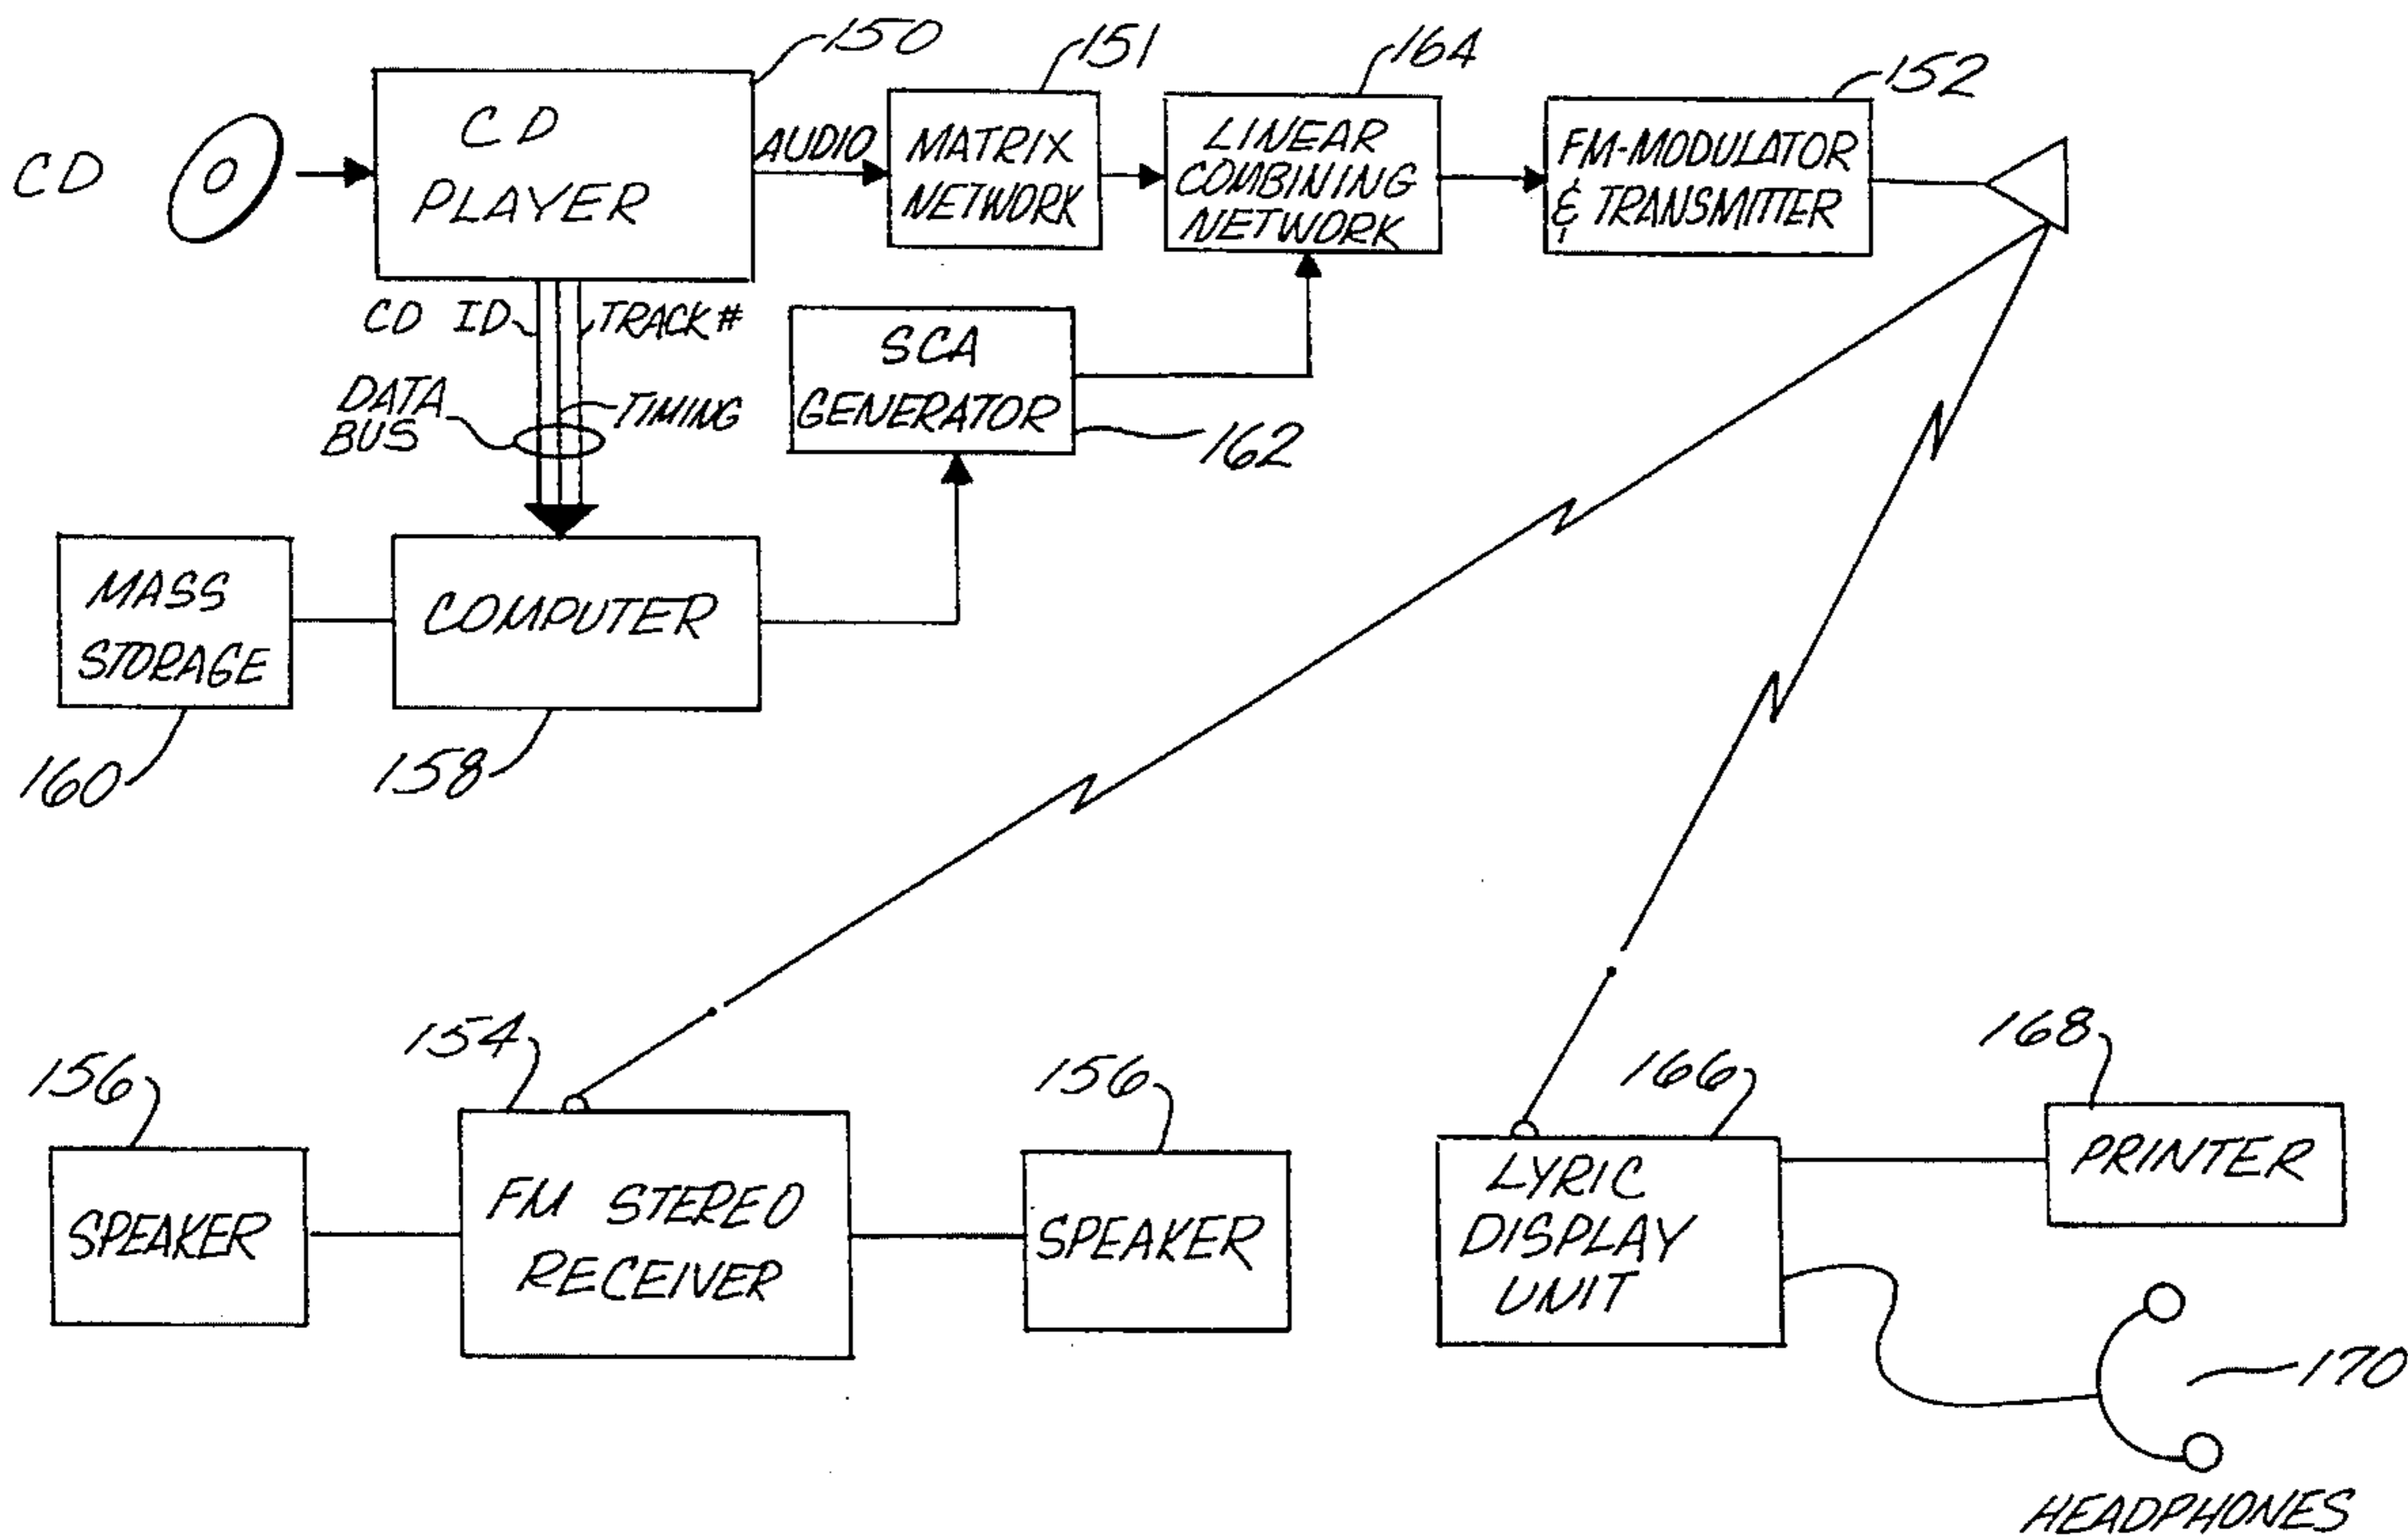 150
151
164
152
CD
CD
PLAYER
AUDIO
MATRIX
NETWORK
LINEAR
COMBINING
NETWORK
FM-MODULATOR
& TRANSMITTER
CD ID
TRACK #
DATA
BUS
TIMING
SCA
GENERATOR
162
MASS
STORAGE
COMPUTER
160
158
156
154
156
166
168
SPEAKER
FM STEREO
RECEIVER
SPEAKER
LYRIC
DISPLAY
UNIT
PRINTER
170
HEADPHONES